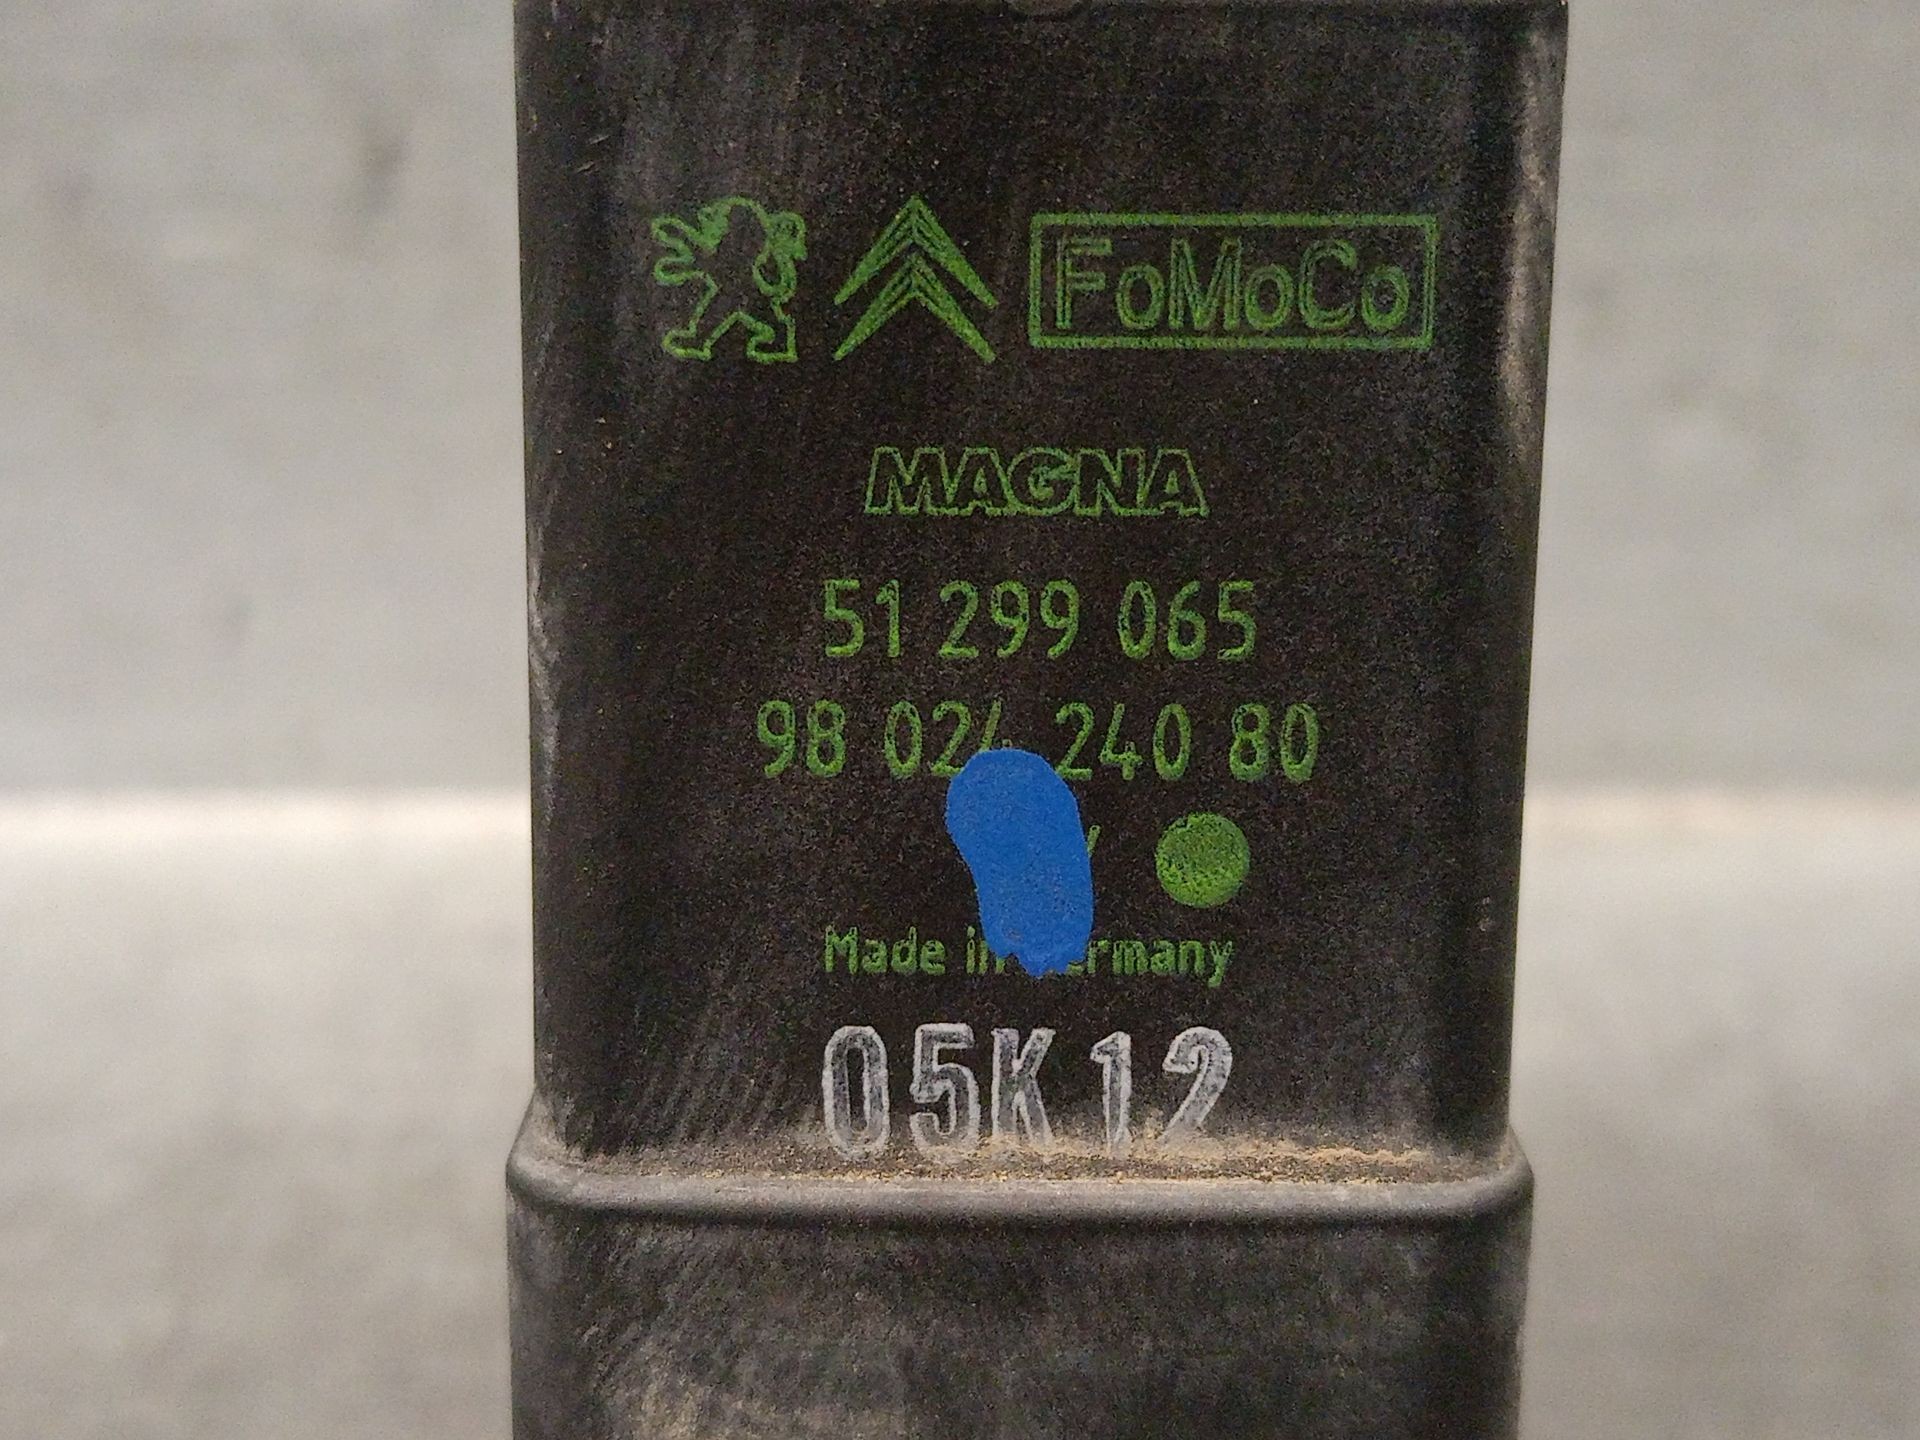 FoMoCo
MAGNA
51 299 065
98 024 240 80
Made in Germany
05K12